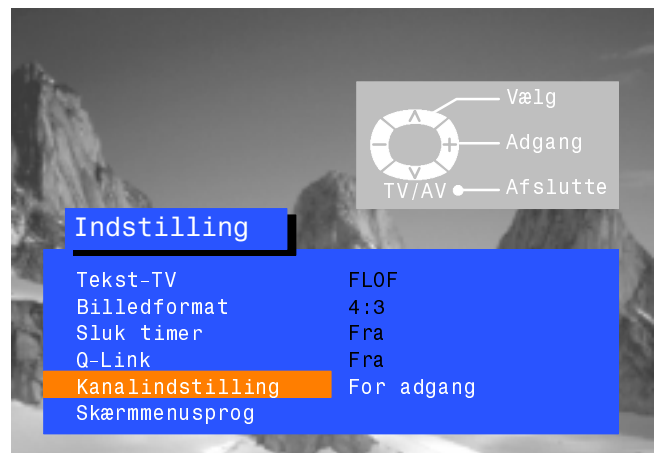 Vælg
Adgang
TV/AV Afslutte
Indstilling
Tekst-TV FLOF
Billedformat 4:3
Sluk timer Fra
Q-Link Fra
Kanalindstilling For adgang
Skærmmenusprog